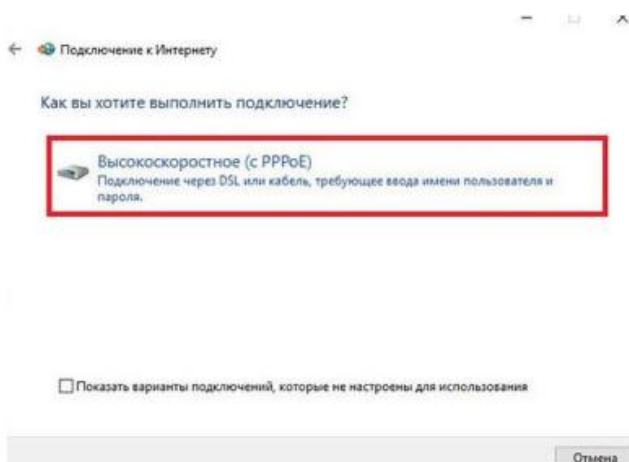 Подключение к Интернету
Как вы хотите выполнить подключение?
Высокоскоростное (с PPPoE)
Подключение через DSL или кабель, требующее ввода имени пользователя и
пароля.
Показать варианты подключений, которые не настроены для использования
Отмена